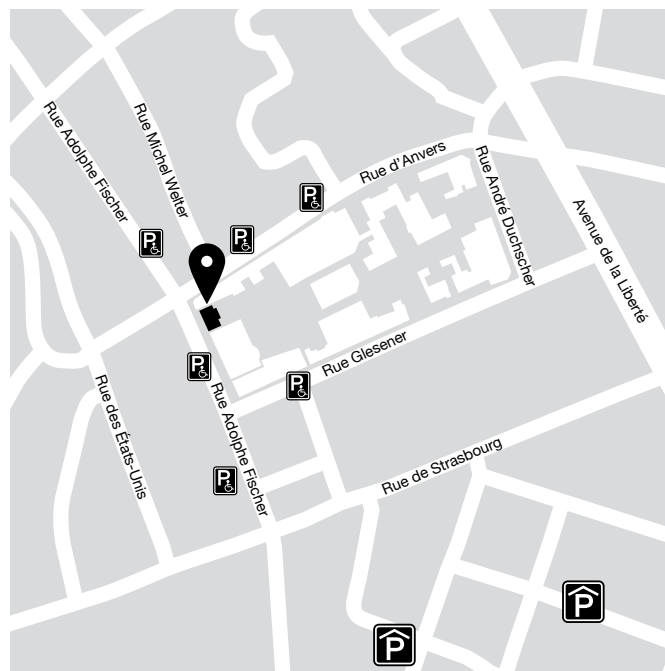 Rue Adolphe Fischer
Rue Michel Welter
Rue d'Anvers
Rue André Duchscher
Avenue de la Liberté
P
P
P
Rue Glesener
P
P
Rue des États-Unis
Rue Adolphe Fischer
Rue de Strasbourg
P
P
P